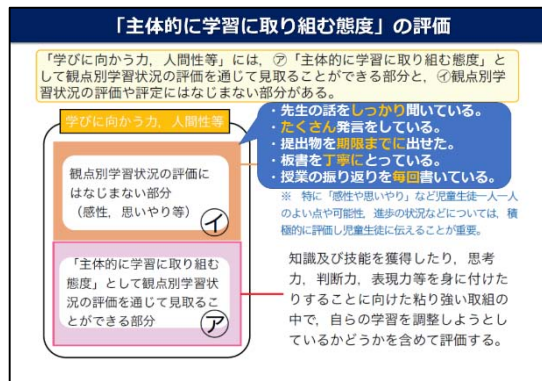 「主体的に学習に取り組む態度」の評価
「学びに向かう力，人間性等」には，㋐「主体的に学習に取り組む態度」と
して観点別学習状況の評価を通じて見取ることができる部分と，㋑観点別学
習状況の評価や評定にはなじまない部分がある。
学びに向かう力，人間性等
・先生の話をしっかり聞いている。
・たくさん発言をしている。
・提出物を期限までに出せた。
・板書を丁寧にとっている。
・授業の振り返りを毎回書いている。
観点別学習状況の評価に
はなじまない部分
（感性，思いやり等）
㋑
※ 特に「感性や思いやり」など児童生徒一人一人
のよい点や可能性，進歩の状況などについては，積
極的に評価し児童生徒に伝えることが重要。
「主体的に学習に取り組む
態度」として観点別学習状
況の評価を通じて見取るこ
とができる部分
㋐
知識及び技能を獲得したり，思考
力，判断力，表現力等を身に付けた
りすることに向けた粘り強い取組の
中で，自らの学習を調整しようとし
ているかどうかを含めて評価する。